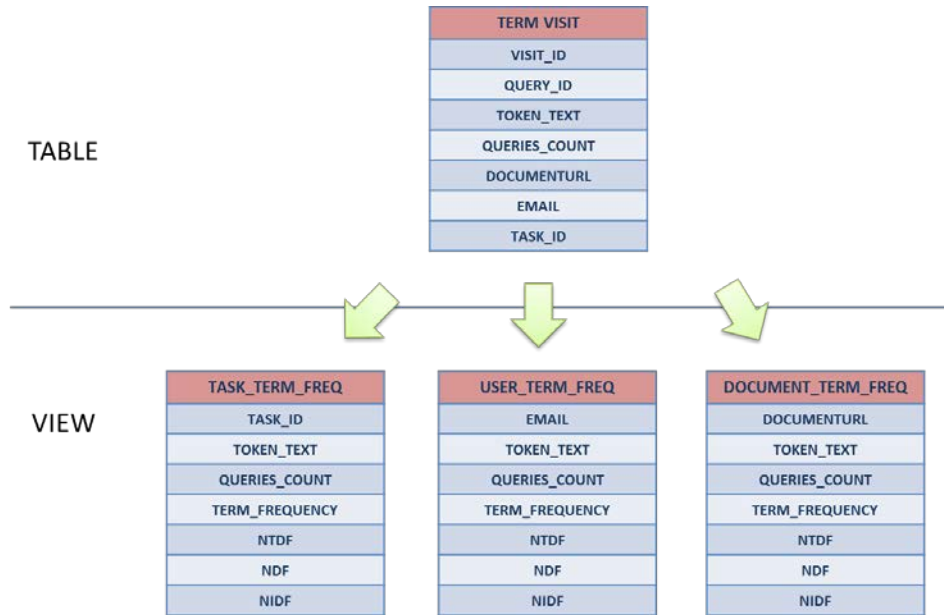 TERM VISIT
VISIT_ID
QUERY_ID
TOKEN_TEXT
QUERIES_COUNT
DOCUMENTURL
EMAIL
TASK_ID
TABLE
VIEW
TASK_TERM_FREQ
TASK_ID
TOKEN_TEXT
QUERIES_COUNT
TERM_FREQUENCY
NTDF
NDF
NIDF
USER_TERM_FREQ
EMAIL
TOKEN_TEXT
QUERIES_COUNT
TERM_FREQUENCY
NTDF
NDF
NIDF
DOCUMENT_TERM_FREQ
DOCUMENTURL
TOKEN_TEXT
QUERIES_COUNT
TERM_FREQUENCY
NTDF
NDF
NIDF